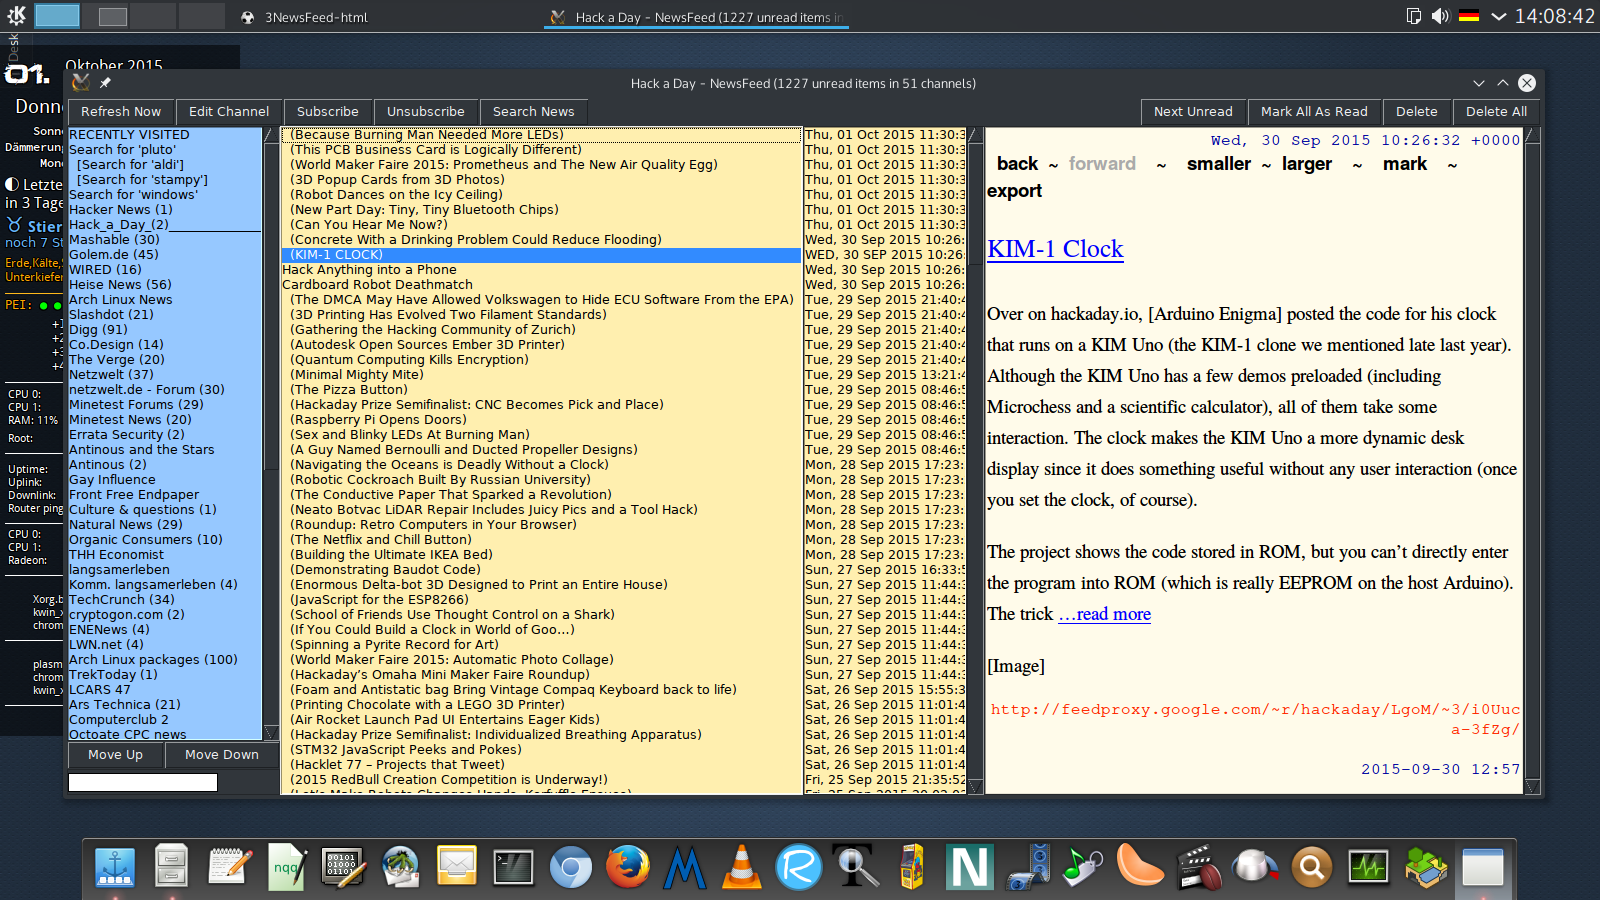 3NewsFeed-html
Hack a Day - NewsFeed (1227 unread items in
14:08:42
Desk
01.
Oktober 2015
Hack a Day - NewsFeed (1227 unread items in 51 channels)
Refresh Now
Edit Channel
Subscribe
Unsubscribe
Search News
Next Unread
Mark All As Read
Delete
Delete All
Donne
Sonne
Dämmerung
Mond
Letzte
in 3 Tage
Stier
noch 7 St
Erde,Kälte,
Unterkiefer
PEI:
CPU 0:
CPU 1:
RAM: 11%
Root:
Uptime:
Uplink:
Downlink:
Router ping
CPU 0:
CPU 1:
Radeon:
Xorg.b
kwin_x
chrom
plasm
chrom
kwin_x
RECENTLY VISITED
Search for 'pluto'
[Search for 'aldi']
[Search for 'stampy']
Search for 'windows'
Hacker News (1)
Hack_a_Day_(2)
Mashable (30)
Golem.de (45)
WIRED (16)
Heise News (56)
Arch Linux News
Slashdot (21)
Digg (91)
Co.Design (14)
The Verge (20)
Netzwelt (37)
netzwelt.de - Forum (30)
Minetest Forums (29)
Minetest News (20)
Errata Security (2)
Antinous and the Stars
Antinous (2)
Gay Influence
Front Free Endpaper
Culture & questions (1)
Natural News (29)
Organic Consumers (10)
THH Economist
langsamerleben
Komm. langsamerleben (4)
TechCrunch (34)
cryptogon.com (2)
ENENews (4)
LWN.net (4)
Arch Linux packages (100)
TrekToday (1)
LCARS 47
Ars Technica (21)
Computerclub 2
Octoate CPC news
Move Up
Move Down
(Because Burning Man Needed More LEDs) Thu, 01 Oct 2015 11:30:3
(This PCB Business Card is Logically Different) Thu, 01 Oct 2015 11:30:3
(World Maker Faire 2015: Prometheus and The New Air Quality Egg) Thu, 01 Oct 2015 11:30:3
(3D Popup Cards from 3D Photos) Thu, 01 Oct 2015 11:30:3
(Robot Dances on the Icy Ceiling) Thu, 01 Oct 2015 11:30:3
(New Part Day: Tiny, Tiny Bluetooth Chips) Thu, 01 Oct 2015 11:30:3
(Can You Hear Me Now?) Thu, 01 Oct 2015 11:30:3
(Concrete With a Drinking Problem Could Reduce Flooding) Wed, 30 Sep 2015 10:26:
(KIM-1 CLOCK) WED, 30 SEP 2015 10:26:
Hack Anything into a Phone Wed, 30 Sep 2015 10:26:
Cardboard Robot Deathmatch Wed, 30 Sep 2015 10:26:
(The DMCA May Have Allowed Volkswagen to Hide ECU Software From the EPA) Tue, 29 Sep 2015 21:40:4
(3D Printing Has Evolved Two Filament Standards) Tue, 29 Sep 2015 21:40:4
(Gathering the Hacking Community of Zurich) Tue, 29 Sep 2015 21:40:4
(Autodesk Open Sources Ember 3D Printer) Tue, 29 Sep 2015 21:40:4
(Quantum Computing Kills Encryption) Tue, 29 Sep 2015 21:40:4
(Minimal Mighty Mite) Tue, 29 Sep 2015 13:21:4
(The Pizza Button) Tue, 29 Sep 2015 08:46:5
(Hackaday Prize Semifinalist: CNC Becomes Pick and Place) Tue, 29 Sep 2015 08:46:5
(Raspberry Pi Opens Doors) Tue, 29 Sep 2015 08:46:5
(Sex and Blinky LEDs At Burning Man) Tue, 29 Sep 2015 08:46:5
(A Guy Named Bernoulli and Ducted Propeller Designs) Tue, 29 Sep 2015 08:46:5
(Navigating the Oceans is Deadly Without a Clock) Mon, 28 Sep 2015 17:23:
(Robotic Cockroach Built By Russian University) Mon, 28 Sep 2015 17:23:
(The Conductive Paper That Sparked a Revolution) Mon, 28 Sep 2015 17:23:
(Neato Botvac LiDAR Repair Includes Juicy Pics and a Tool Hack) Mon, 28 Sep 2015 17:23:
(Roundup: Retro Computers in Your Browser) Mon, 28 Sep 2015 17:23:
(The Netflix and Chill Button) Mon, 28 Sep 2015 17:23:
(Building the Ultimate IKEA Bed) Mon, 28 Sep 2015 17:23:
(Demonstrating Baudot Code) Sun, 27 Sep 2015 16:33:5
(Enormous Delta-bot 3D Designed to Print an Entire House) Sun, 27 Sep 2015 11:44:3
(JavaScript for the ESP8266) Sun, 27 Sep 2015 11:44:3
(School of Friends Use Thought Control on a Shark) Sun, 27 Sep 2015 11:44:3
(If You Could Build a Clock in World of Goo...) Sun, 27 Sep 2015 11:44:3
(Spinning a Pyrite Record for Art) Sun, 27 Sep 2015 11:44:3
(World Maker Faire 2015: Automatic Photo Collage) Sun, 27 Sep 2015 11:44:3
(Hackaday's Omaha Mini Maker Faire Roundup) Sun, 27 Sep 2015 11:44:3
(Foam and Antistatic bag Bring Vintage Compaq Keyboard back to life) Sat, 26 Sep 2015 15:55:3
(Printing Chocolate with a LEGO 3D Printer) Sat, 26 Sep 2015 11:01:4
(Air Rocket Launch Pad UI Entertains Eager Kids) Sat, 26 Sep 2015 11:01:4
(Hackaday Prize Semifinalist: Individualized Breathing Apparatus) Sat, 26 Sep 2015 11:01:4
(STM32 JavaScript Peeks and Pokes) Sat, 26 Sep 2015 11:01:4
(Hacklet 77 – Projects that Tweet) Sat, 26 Sep 2015 11:01:4
(2015 RedBull Creation Competition is Underway!) Fri, 25 Sep 2015 21:35:52
Wed, 30 Sep 2015 10:26:32 +0000
back ~ forward ~ smaller ~ larger ~ mark ~
export
KIM-1 Clock
Over on hackaday.io, [Arduino Enigma] posted the code for his clock
that runs on a KIM Uno (the KIM-1 clone we mentioned late last year).
Although the KIM Uno has a few demos preloaded (including
Microchess and a scientific calculator), all of them take some
interaction. The clock makes the KIM Uno a more dynamic desk
display since it does something useful without any user interaction (once
you set the clock, of course).
The project shows the code stored in ROM, but you can’t directly enter
the program into ROM (which is really EEPROM on the host Arduino).
The trick …read more
[Image]
http://feedproxy.google.com/~r/hackaday/LgoM/~3/i0Uuc
a-3fZg/
2015-09-30 12:57
nqq
N